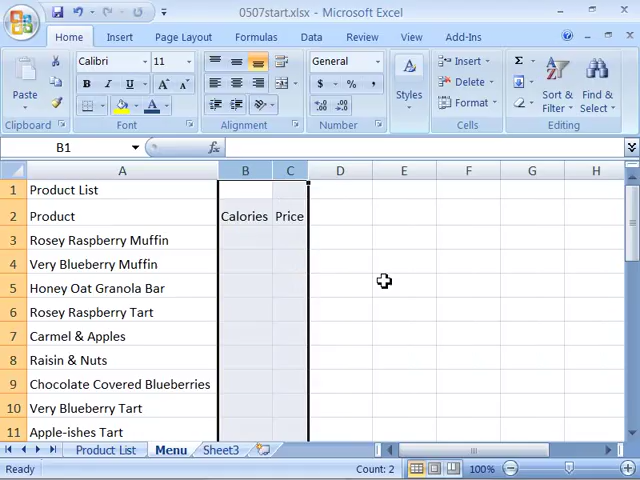 0507start.xlsx - Microsoft Excel
Home Insert Page Layout Formulas Data Review View Add-Ins
Paste Calibri 11 General Styles Insert Delete Format Sort & Filter Find & Select
Clipboard Font Alignment Number Cells Editing
B1 fx
A B C D E F G H
1 Product List
2 Product Calories Price
3 Rosey Raspberry Muffin
4 Very Blueberry Muffin
5 Honey Oat Granola Bar
6 Rosey Raspberry Tart
7 Carmel & Apples
8 Raisin & Nuts
9 Chocolate Covered Blueberries
10 Very Blueberry Tart
11 Apple-ishes Tart
Product List Menu Sheet3
Ready Count: 2 100%